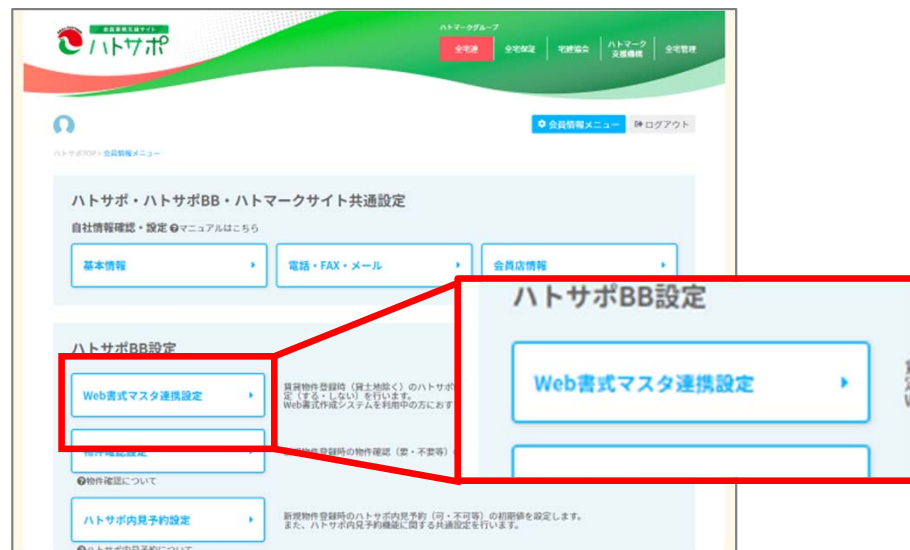 会員業務支援サイト
ハトサポ
ハトマークグループ
全宅連
全宅保証
宅建協会
ハトマーク
支援機構
全宅管理
会員情報メニュー
ログアウト
ハトサポTOP › 会員情報メニュー
ハトサポ・ハトサポBB・ハトマークサイト共通設定
自社情報確認・設定 ?マニュアルはこちら
基本情報
電話・FAX・メール
会員店情報
ハトサポBB設定
Web書式マスタ連携設定
賃貸物件登録時（貸土地除く）のハトサポ
定（する・しない）を行います。
Web書式作成システムを利用中の方におす
物件確認設定
物件登録時の物件確認（要・不要等）
?物件確認について
ハトサポ内見予約設定
新規物件登録時のハトサポ内見予約（可・不可等）の初期値を設定します。
また、ハトサポ内見予約機能に関する共通設定を行います。
?ハトサポ内見予約について
ハトサポBB設定
Web書式マスタ連携設定